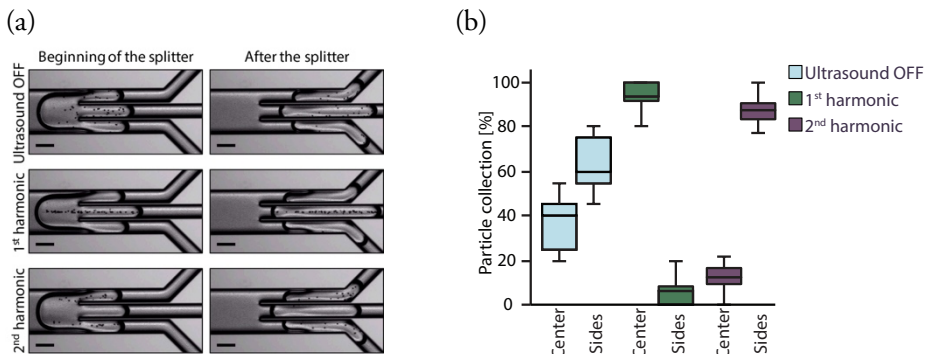 (a)
Beginning of the splitter
After the splitter
Ultrasound OFF
1st harmonic
2nd harmonic
(b)
Particle collection [%]
100
80
60
40
20
0
Center
Sides
Center
Sides
Center
Sides
Ultrasound OFF
1st harmonic
2nd harmonic